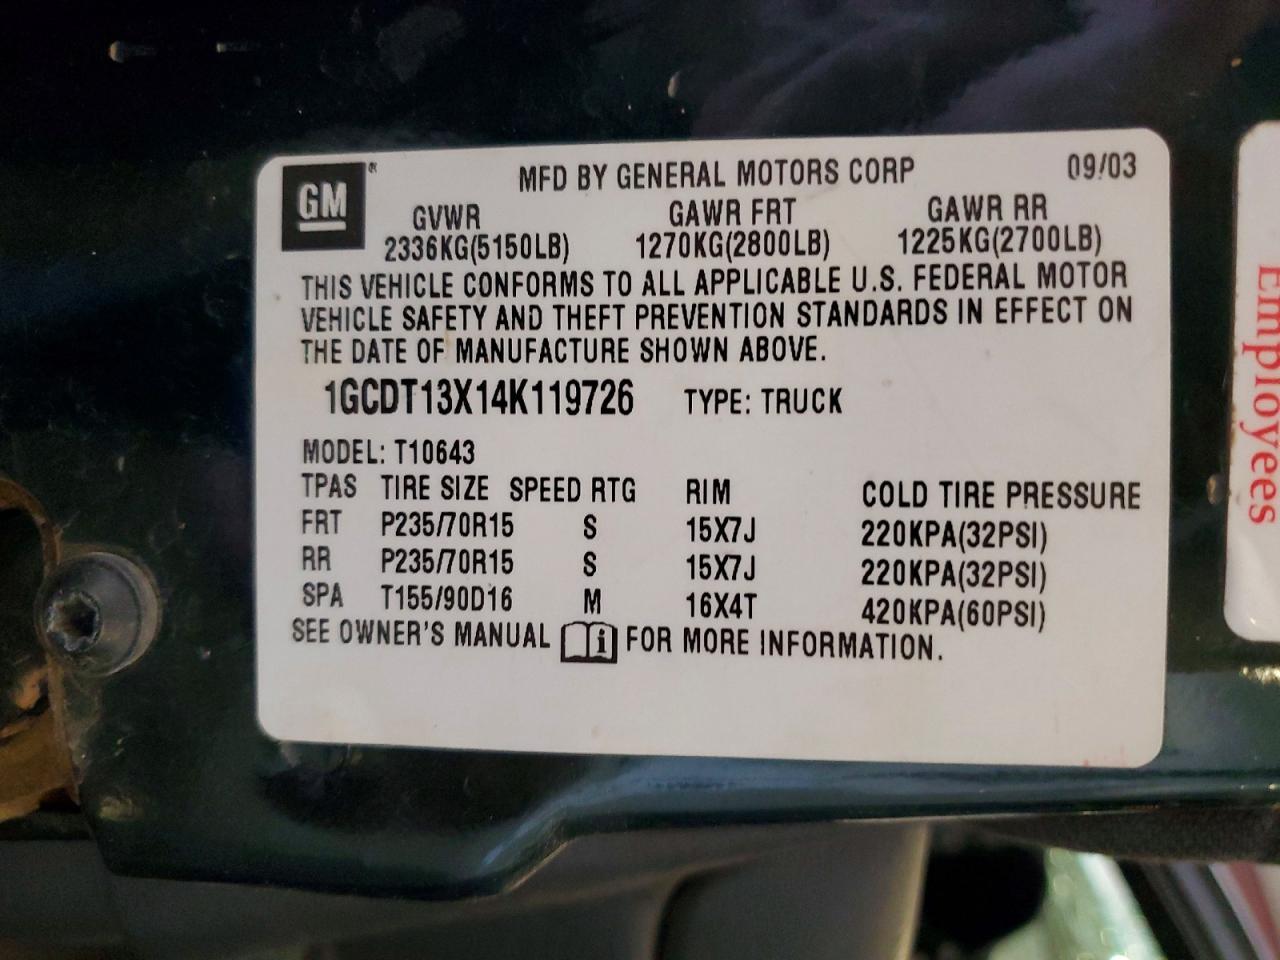 GM ® MFD BY GENERAL MOTORS CORP 09/03
GVWR GAWR FRT GAWR RR
2336KG(5150LB) 1270KG(2800LB) 1225KG(2700LB)
THIS VEHICLE CONFORMS TO ALL APPLICABLE U.S. FEDERAL MOTOR
VEHICLE SAFETY AND THEFT PREVENTION STANDARDS IN EFFECT ON
THE DATE OF MANUFACTURE SHOWN ABOVE.
1GCDT13X14K119726 TYPE: TRUCK
MODEL: T10643
TPAS TIRE SIZE SPEED RTG RIM COLD TIRE PRESSURE
FRT P235/70R15 S 15X7J 220KPA(32PSI)
RR P235/70R15 S 15X7J 220KPA(32PSI)
SPA T155/90D16 M 16X4T 420KPA(60PSI)
SEE OWNER'S MANUAL i FOR MORE INFORMATION.
Employees